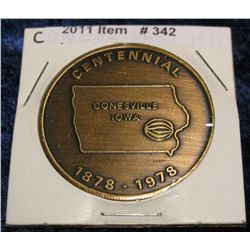 2011 Item # 342
C
CENTENNIAL
CONESVILLE
IOWA
1878 - 1978